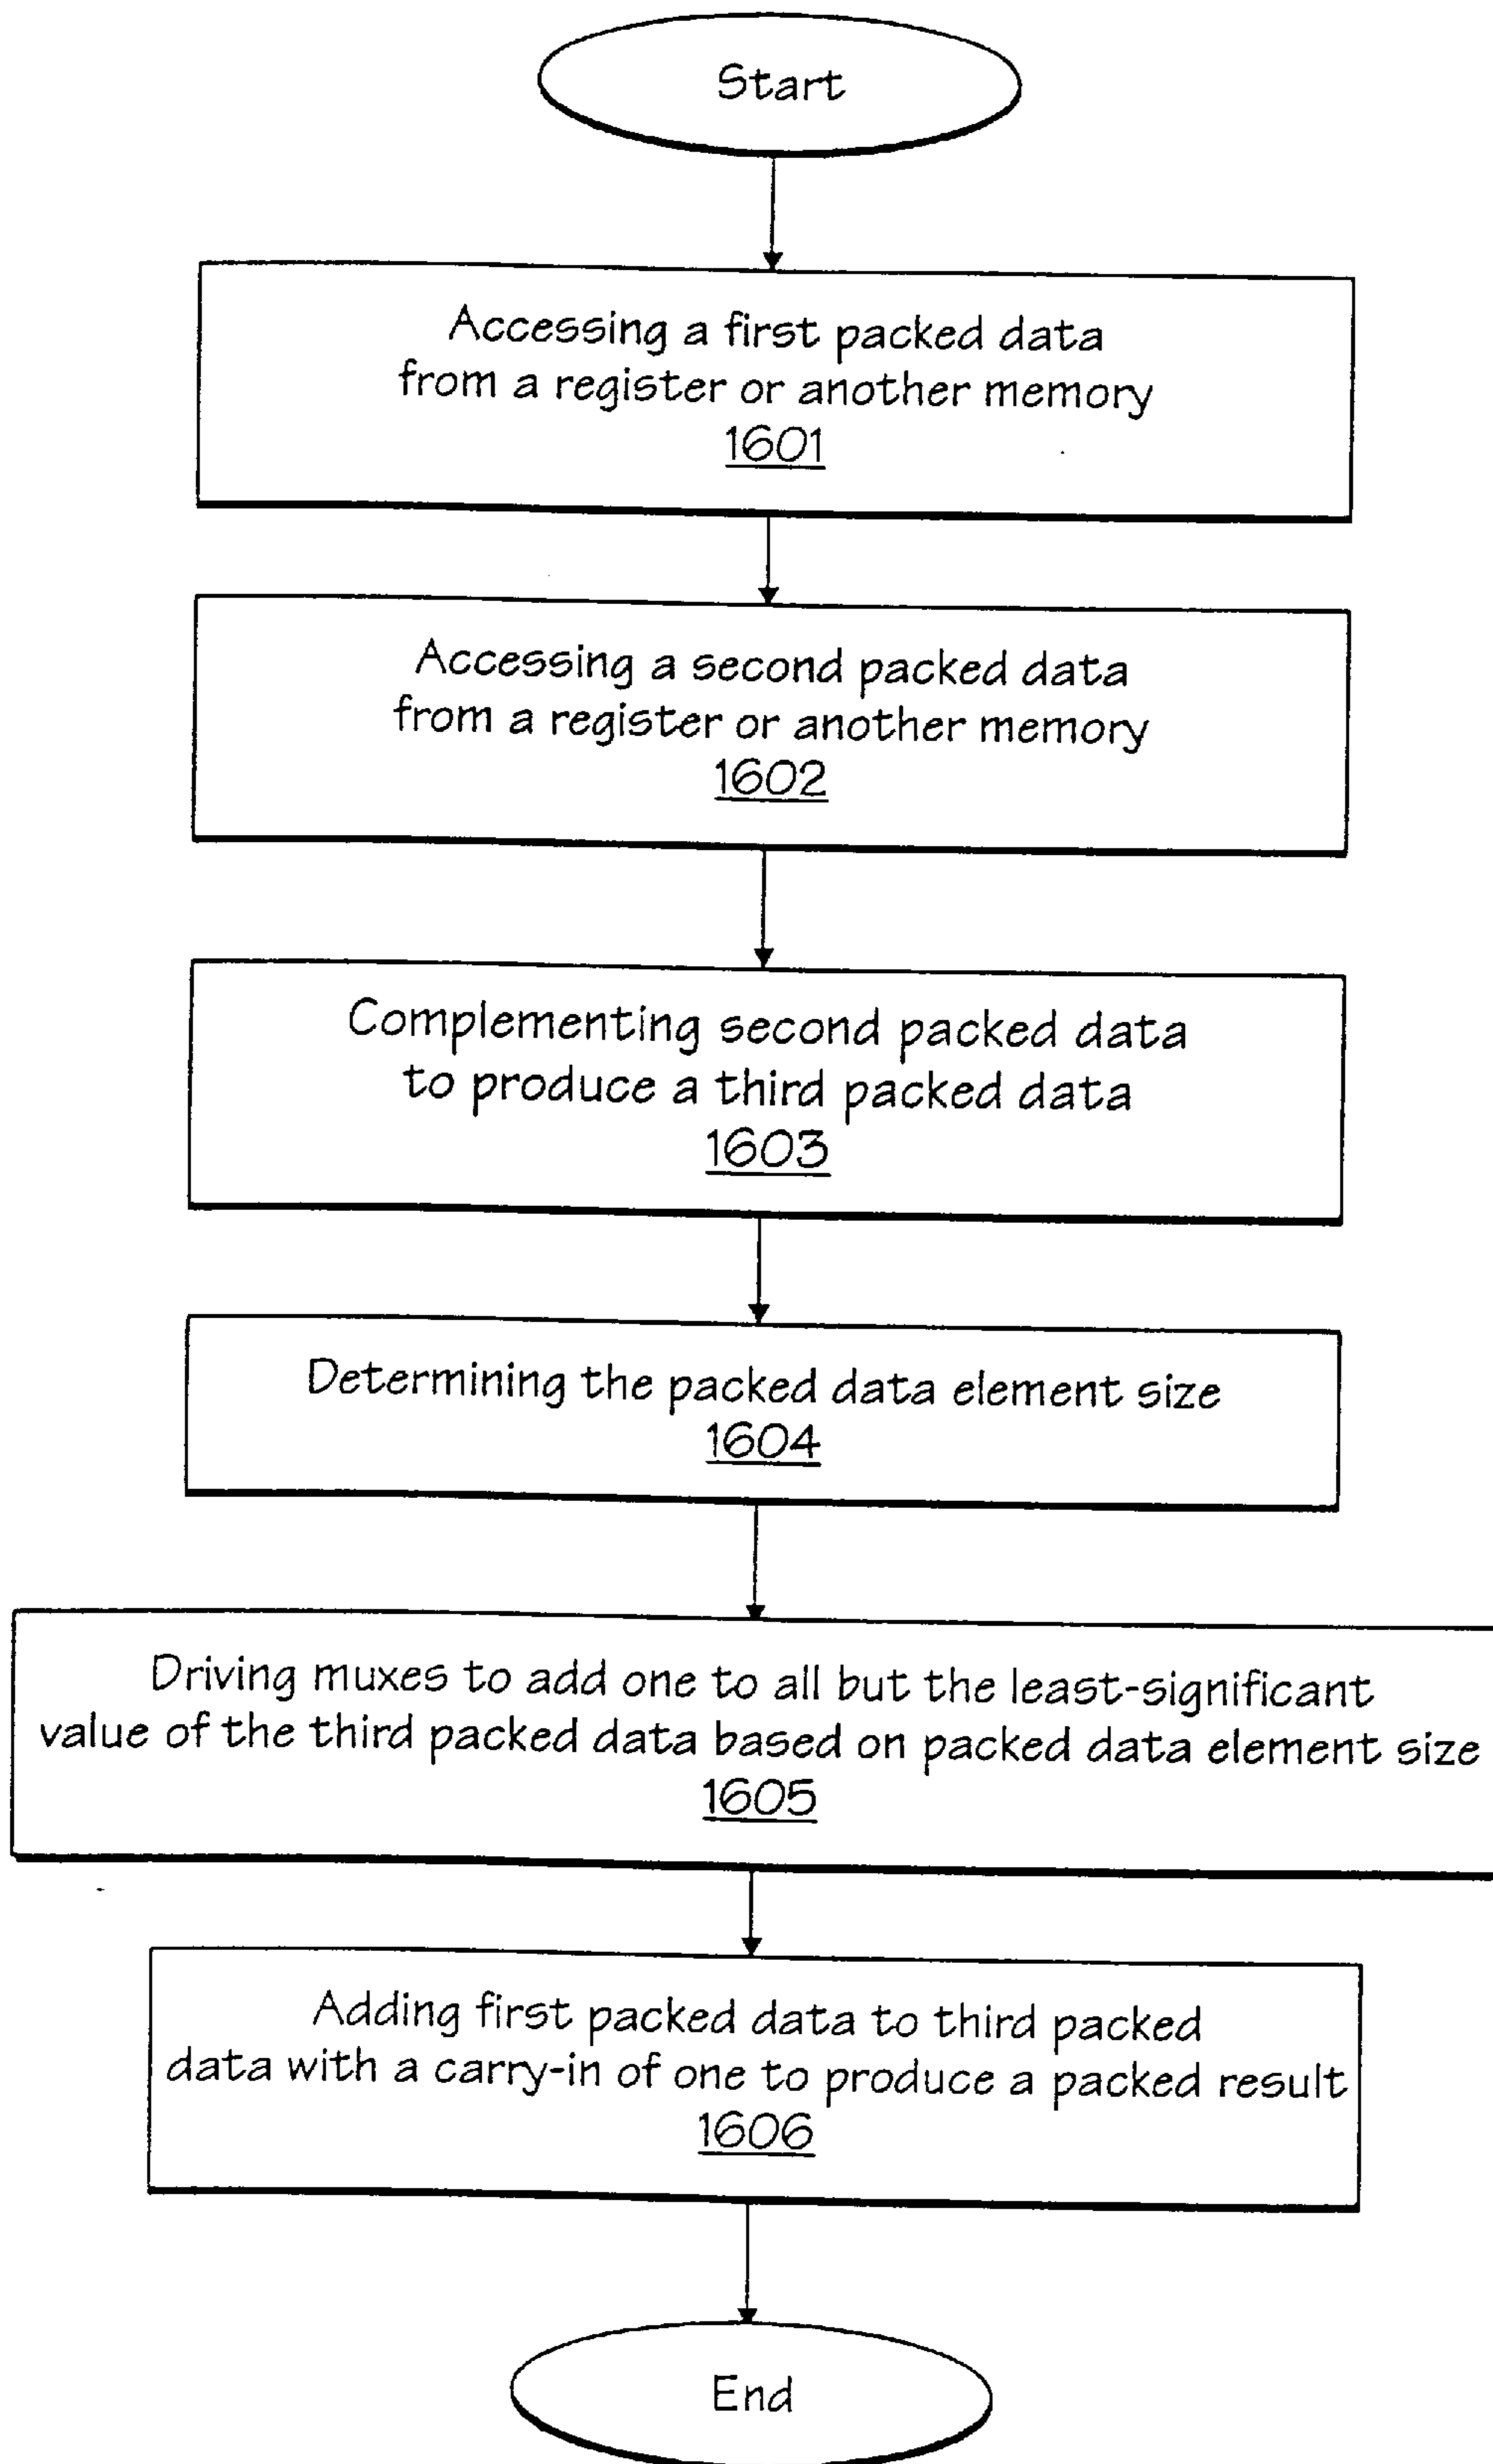 Start
Accessing a first packed data
from a register or another memory
1601
Accessing a second packed data
from a register or another memory
1602
Complementing second packed data
to produce a third packed data
1603
Determining the packed data element size
1604
Driving muxes to add one to all but the least-significant
value of the third packed data based on packed data element size
1605
Adding first packed data to third packed
data with a carry-in of one to produce a packed result
1606
End